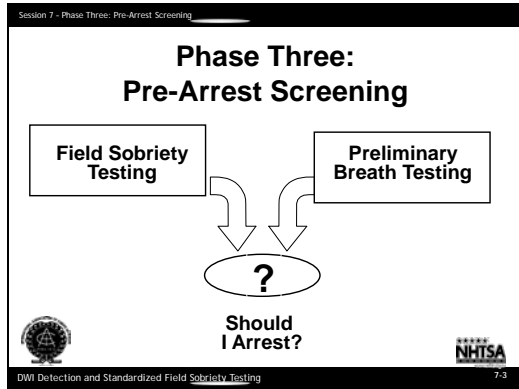 Session 7 - Phase Three: Pre-Arrest Screening
Phase Three:
Pre-Arrest Screening
Field Sobriety
Testing
Preliminary
Breath Testing
?
Should
I Arrest?
NHTSA
DWI Detection and Standardized Field Sobriety Testing
7-3